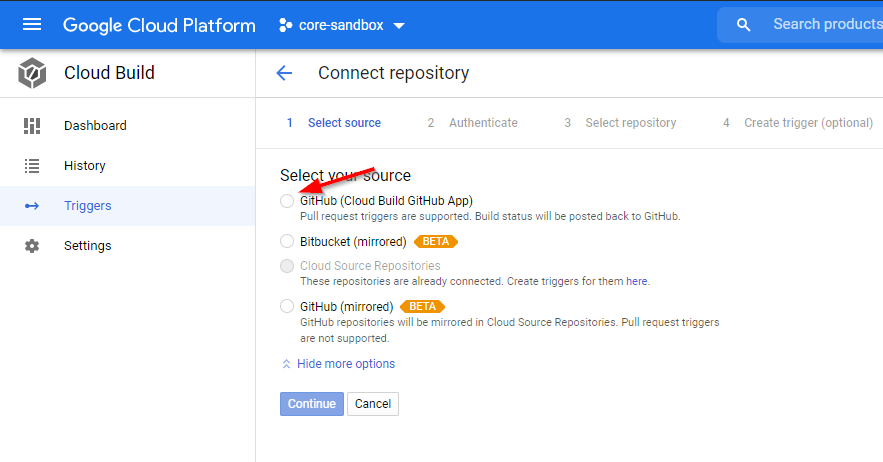 Google Cloud Platform
core-sandbox
Search products
Cloud Build
Connect repository
Dashboard
History
Triggers
Settings
1 Select source 2 Authenticate 3 Select repository 4 Create trigger (optional)
Select your source
GitHub (Cloud Build GitHub App)
Pull request triggers are supported. Build status will be posted back to GitHub.
Bitbucket (mirrored) BETA
Cloud Source Repositories
These repositories are already connected. Create triggers for them here.
GitHub (mirrored) BETA
GitHub repositories will be mirrored in Cloud Source Repositories. Pull request triggers
are not supported.
Hide more options
Continue Cancel